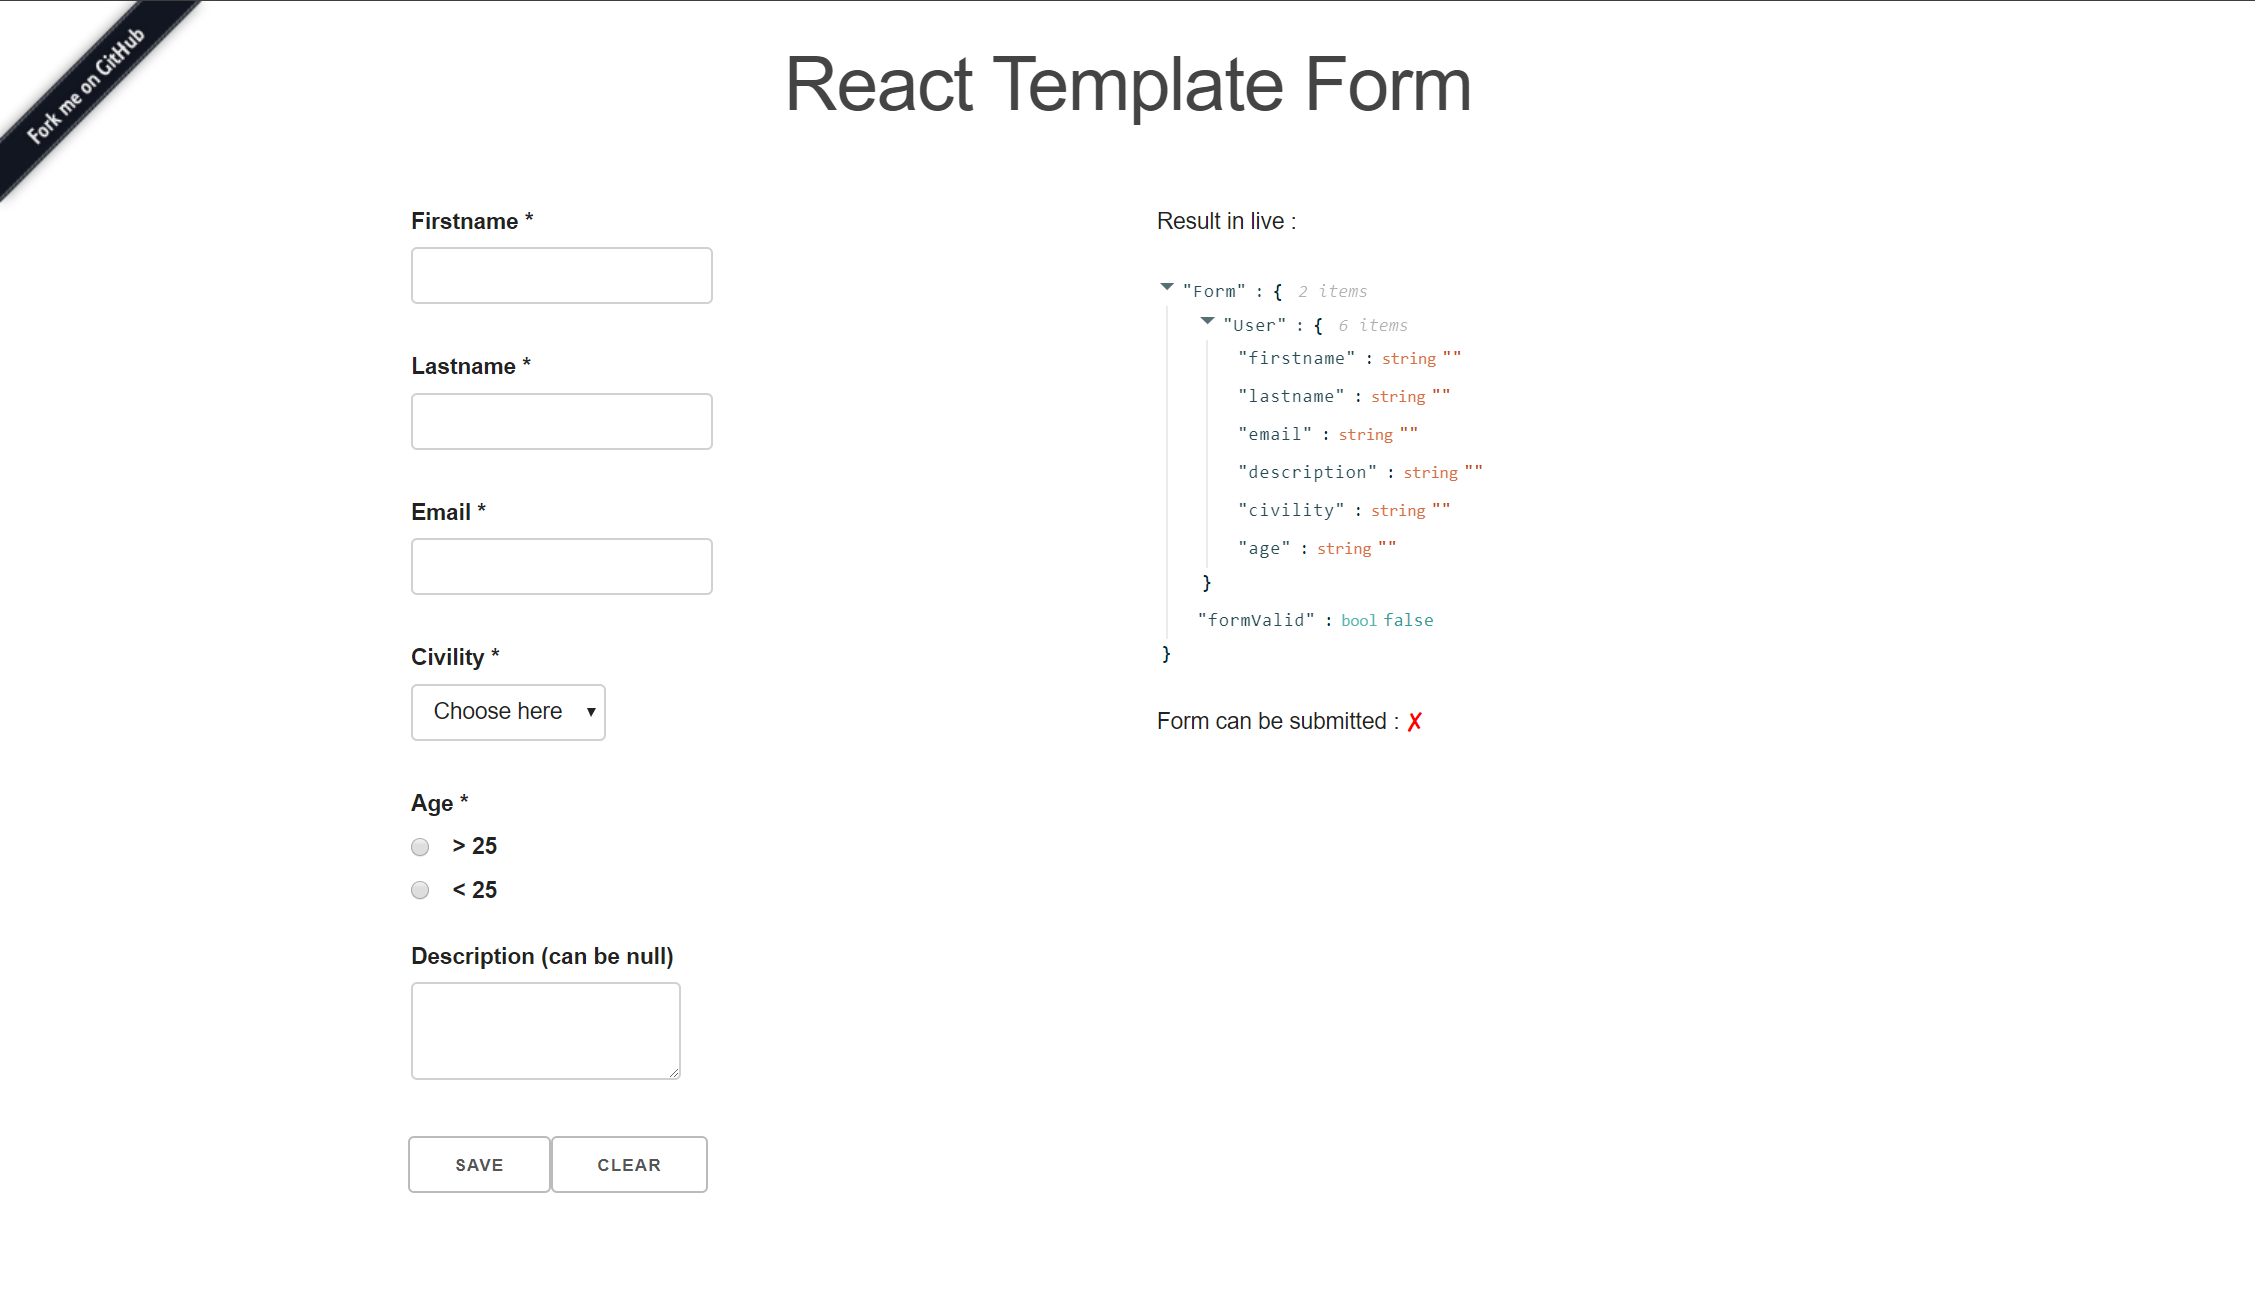 Fork me on GitHub
React Template Form
Firstname *
Lastname *
Email *
Civility *
Choose here
Age *
> 25
< 25
Description (can be null)
SAVE
CLEAR
Result in live :
"Form" : { 2 items
"User" : { 6 items
"firstname" : string ""
"lastname" : string ""
"email" : string ""
"description" : string ""
"civility" : string ""
"age" : string ""
}
"formValid" : bool false
}
Form can be submitted : ✗